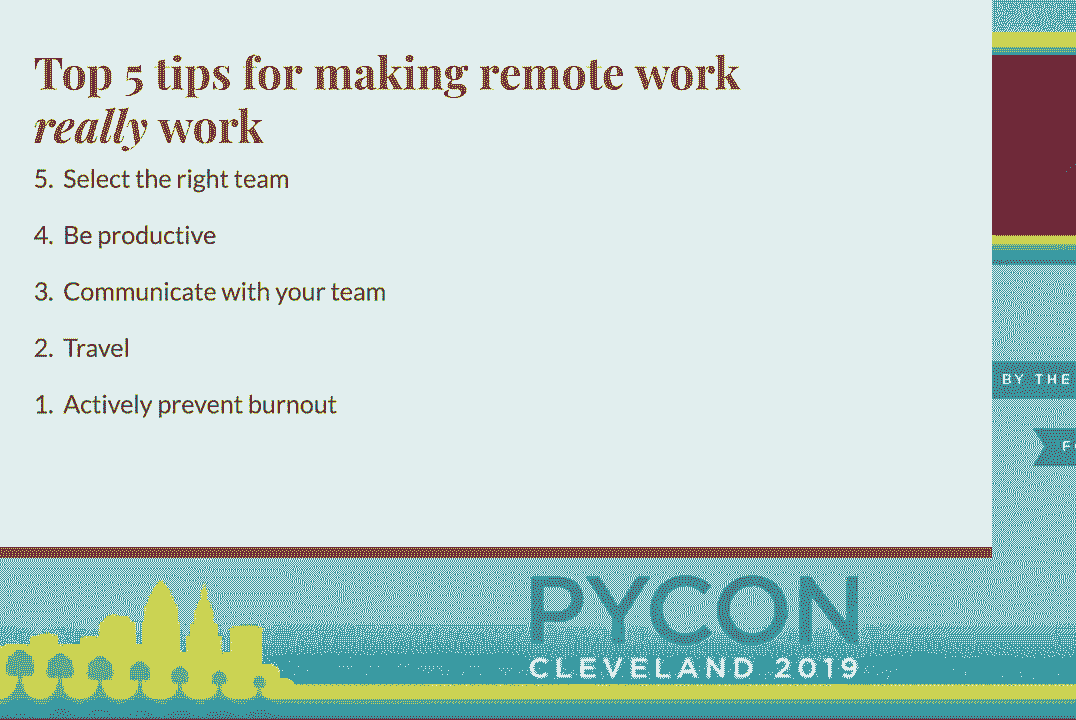 Top 5 tips for making remote work
really work
5. Select the right team
4. Be productive
3. Communicate with your team
2. Travel
1. Actively prevent burnout
BY THE
PYCON
CLEVELAND 2019